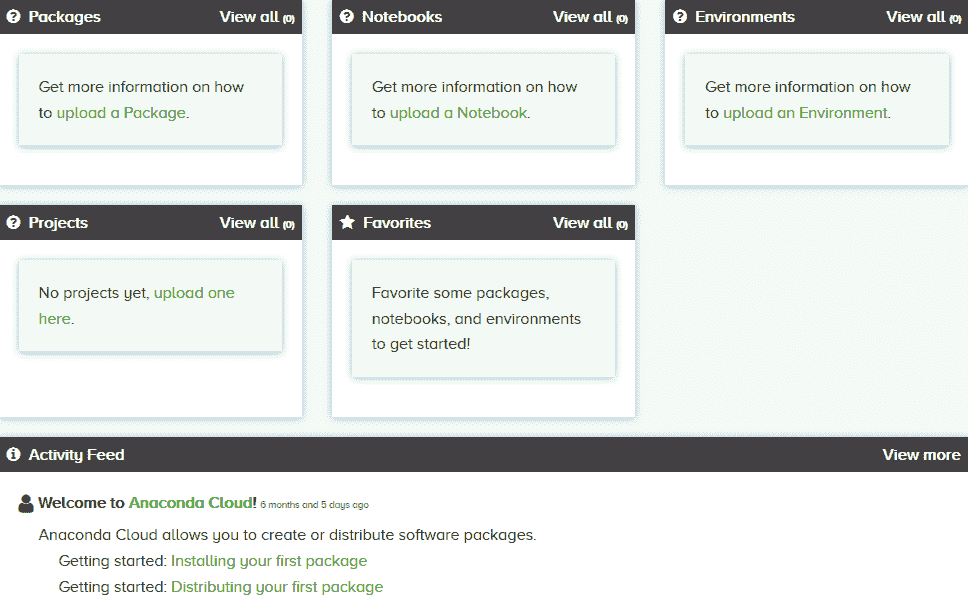 Packages View all (0)
Get more information on how
to upload a Package.
Notebooks View all (0)
Get more information on how
to upload a Notebook.
Environments View all (0)
Get more information on how
to upload an Environment.
Projects View all (0)
No projects yet, upload one
here.
Favorites View all (0)
Favorite some packages,
notebooks, and environments
to get started!
Activity Feed View more
Welcome to Anaconda Cloud! 6 months and 5 days ago
Anaconda Cloud allows you to create or distribute software packages.
Getting started: Installing your first package
Getting started: Distributing your first package